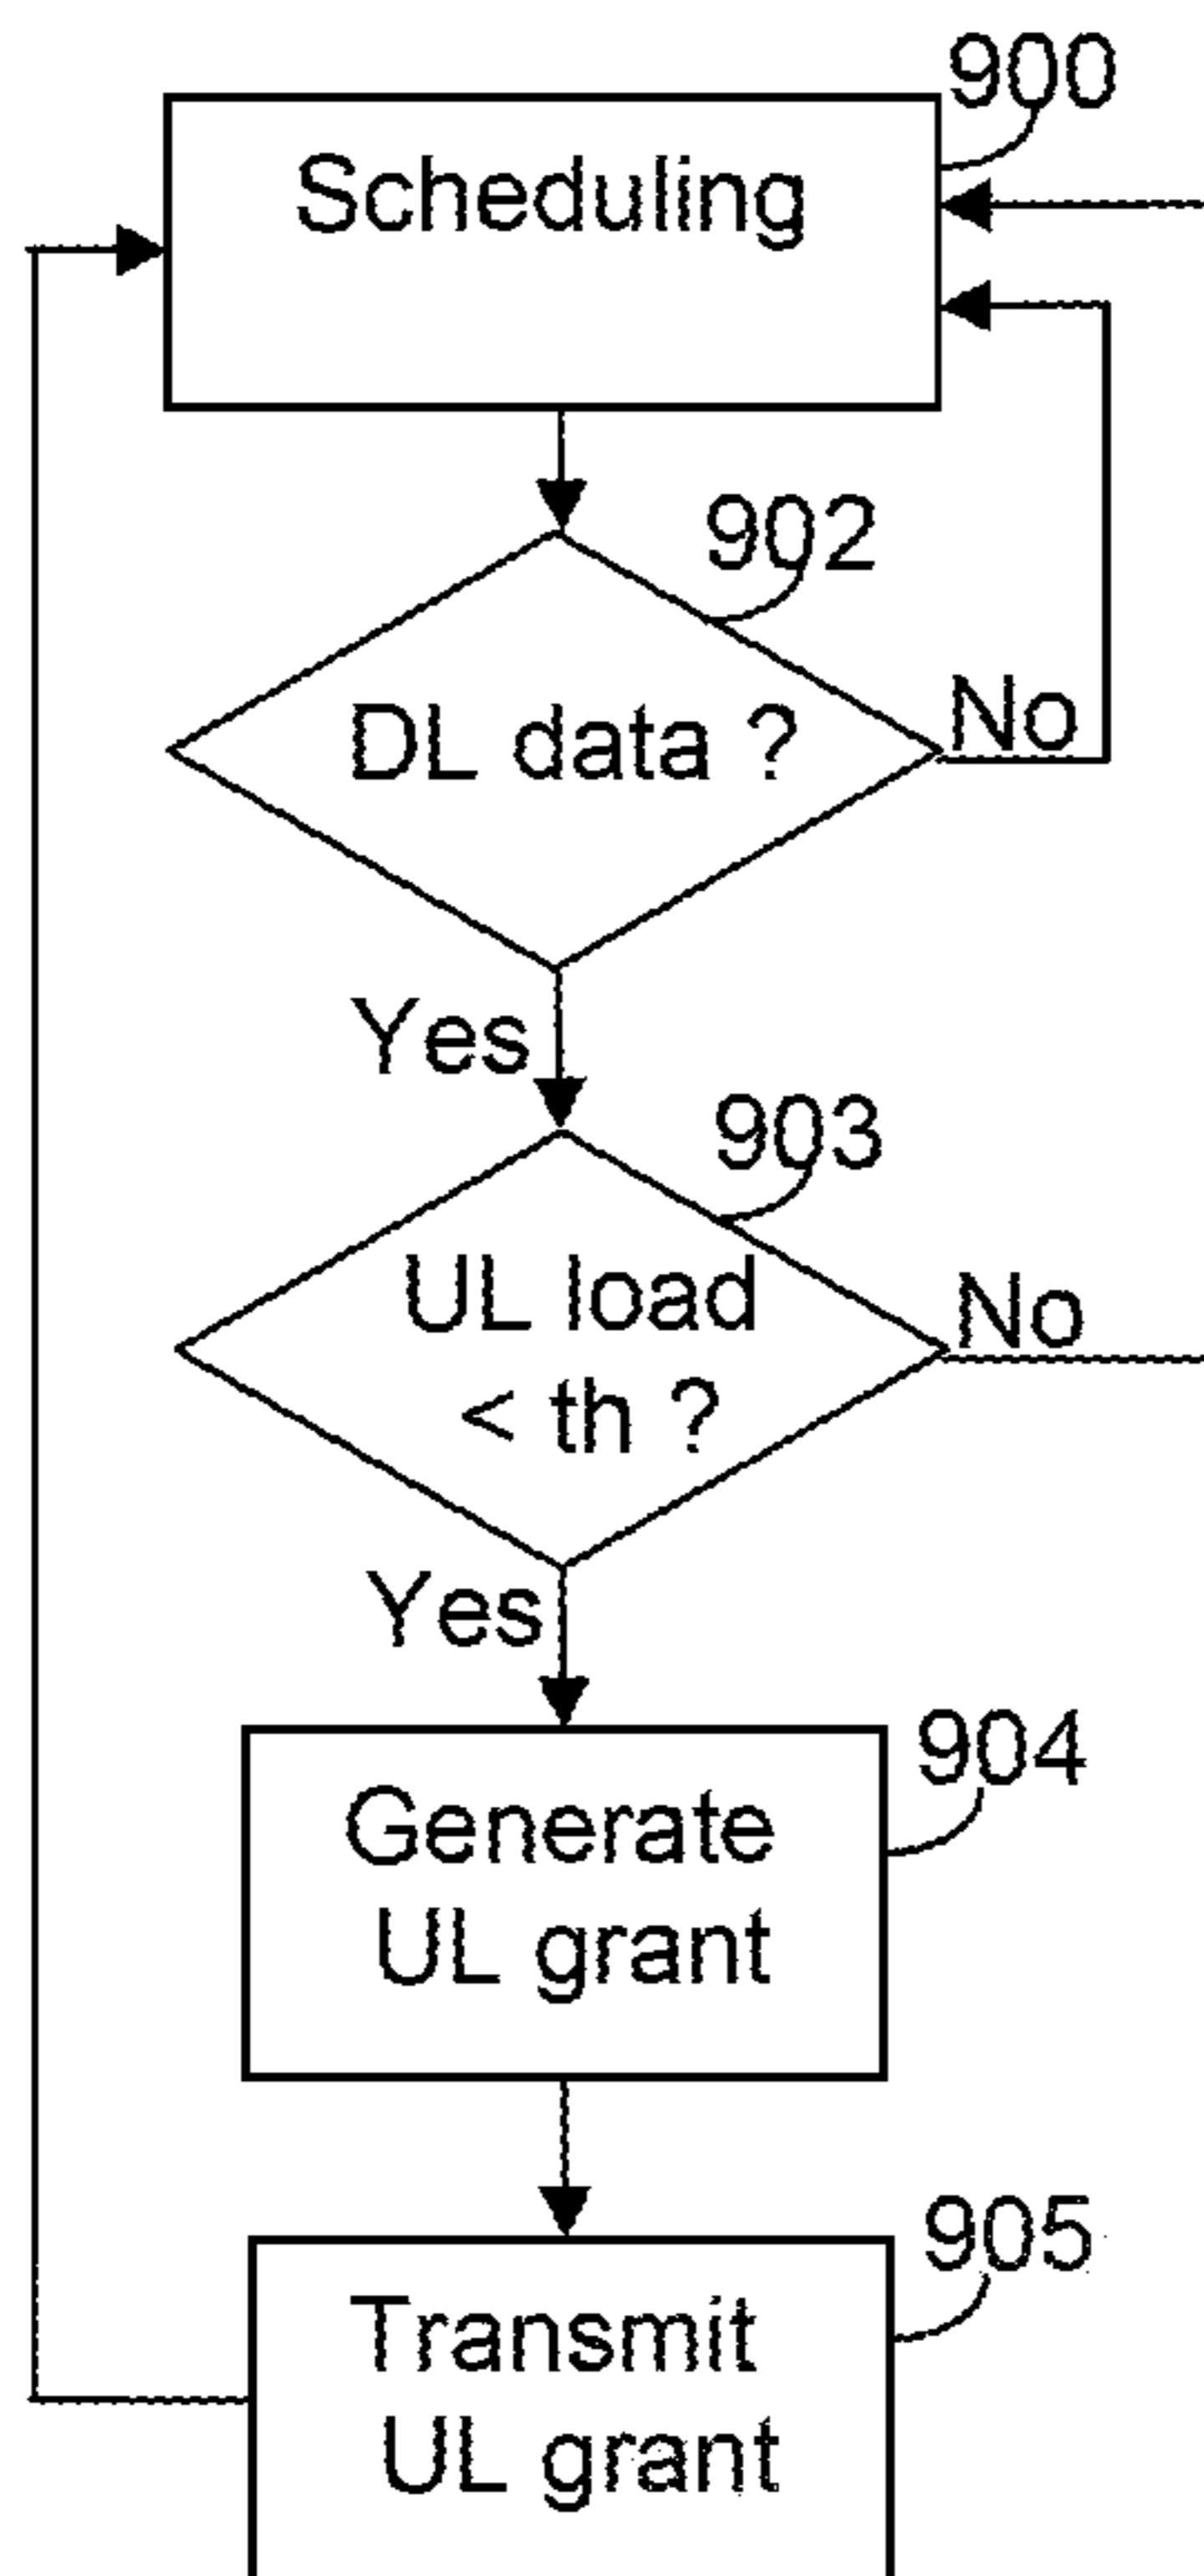 900
Scheduling
902
DL data ?
No
Yes
903
UL load
< th ?
No
Yes
904
Generate
UL grant
905
Transmit
UL grant